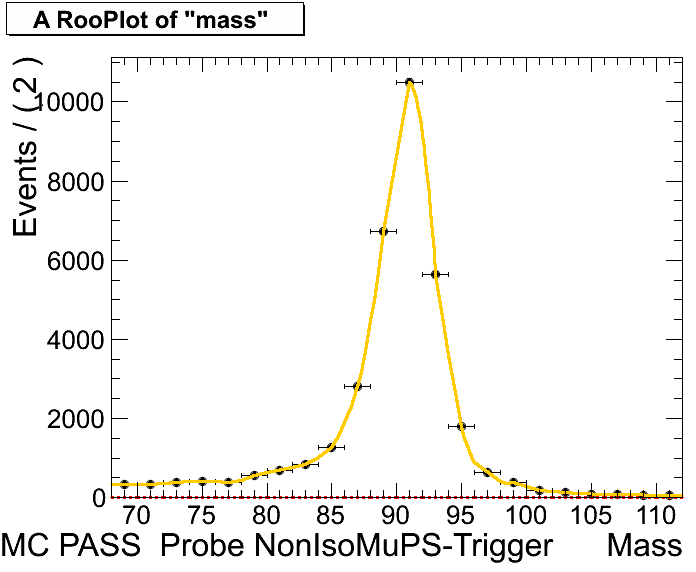 A RooPlot of "mass"
Events / ( 2 )
10000
8000
6000
4000
2000
0
70 75 80 85 90 95 100 105 110
MC PASS Probe NonIsoMuPS-Trigger Mass